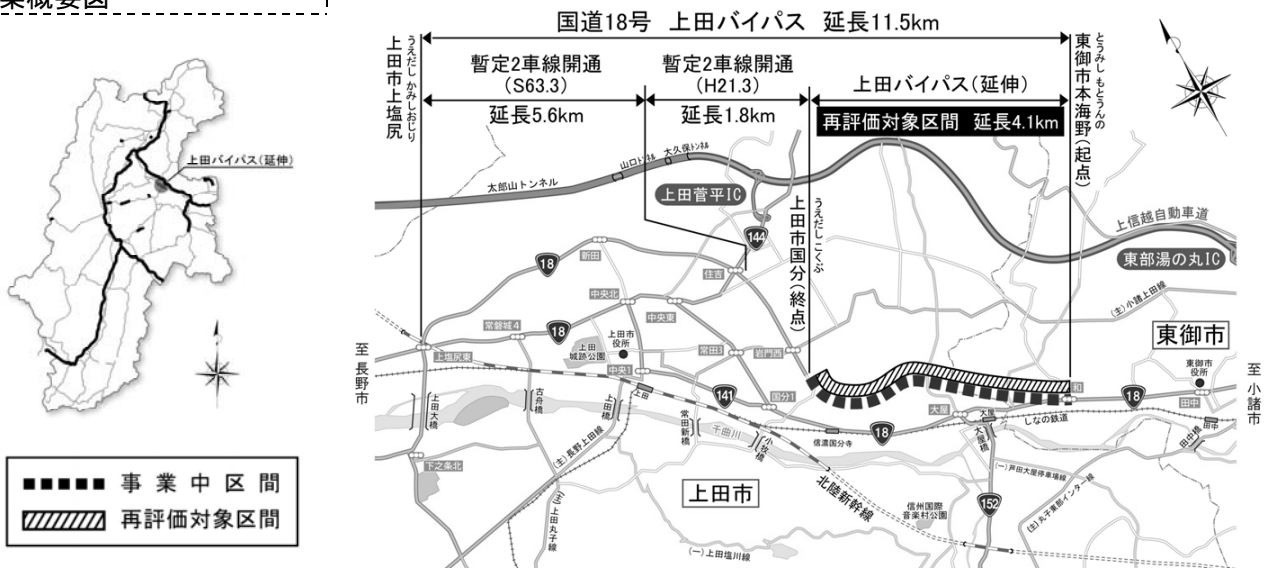 業概要図
国道18号 上田バイパス 延長11.5km
上田市上塩尻
うえだし かみしおじり
暫定2車線開通
(S63.3)
延長5.6km
暫定2車線開通
(H21.3)
延長1.8km
上田バイパス(延伸)
再評価対象区間 延長4.1km
東御市本海野(起点)
とうみし もとうんの
上田市国分(終点)
うえだし こくぶ
上田バイパス(延伸)
事業中区間
再評価対象区間
太郎山トンネル
山口トンネル
大久保トンネル
上田菅平IC
144
上信越自動車道
東部湯の丸IC
(主)小諸上田線
18
新田
住吉
中央北
中央東
常磐城4
18
上田市
役所
上田
城跡公園
上塩尻東
中央1
常田3
岩門西
至長野市
東御市
東御市
役所
至小諸市
和
18
田中
上田
141
国分1
大屋
大屋
しなの鉄道
田中
上田大橋
古舟橋
上田橋
常田新橋
千曲川
小牧橋
信濃国分寺
18
大屋橋
田中橋
下之条北
(主)長野上田線
(主)上田丸子線
上田市
北陸新幹線
信州国際
音楽村公園
152
(一)芦田大屋停車場線
(主)丸子東部インター線
(一)上田塩川線